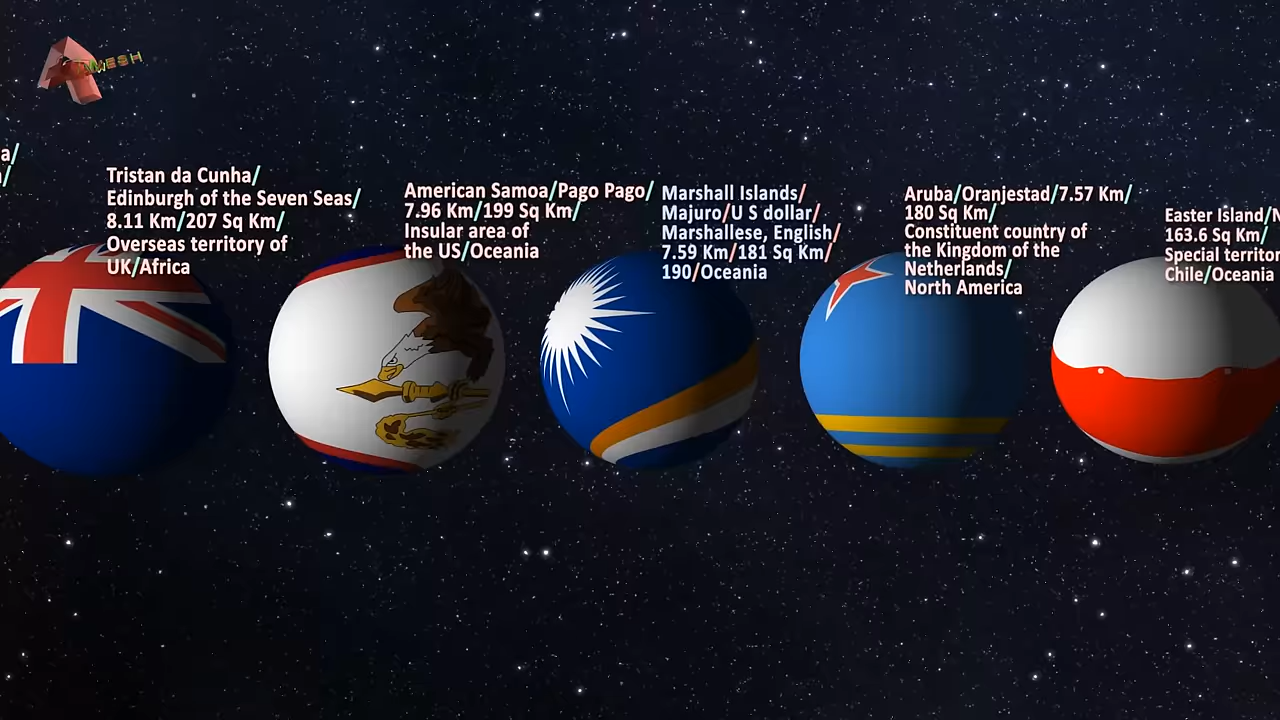 a/
/
Tristan da Cunha/
Edinburgh of the Seven Seas/
8.11 Km/207 Sq Km/
Overseas territory of
UK/Africa
American Samoa/Pago Pago/
7.96 Km/199 Sq Km/
Insular area of
the US/Oceania
Marshall Islands/
Majuro/U S dollar/
Marshallese, English/
7.59 Km/181 Sq Km/
190/Oceania
Aruba/Oranjestad/7.57 Km/
180 Sq Km/
Constituent country of
the Kingdom of the
Netherlands/
North America
Easter Island/
163.6 Sq Km/
Special territor
Chile/Oceania